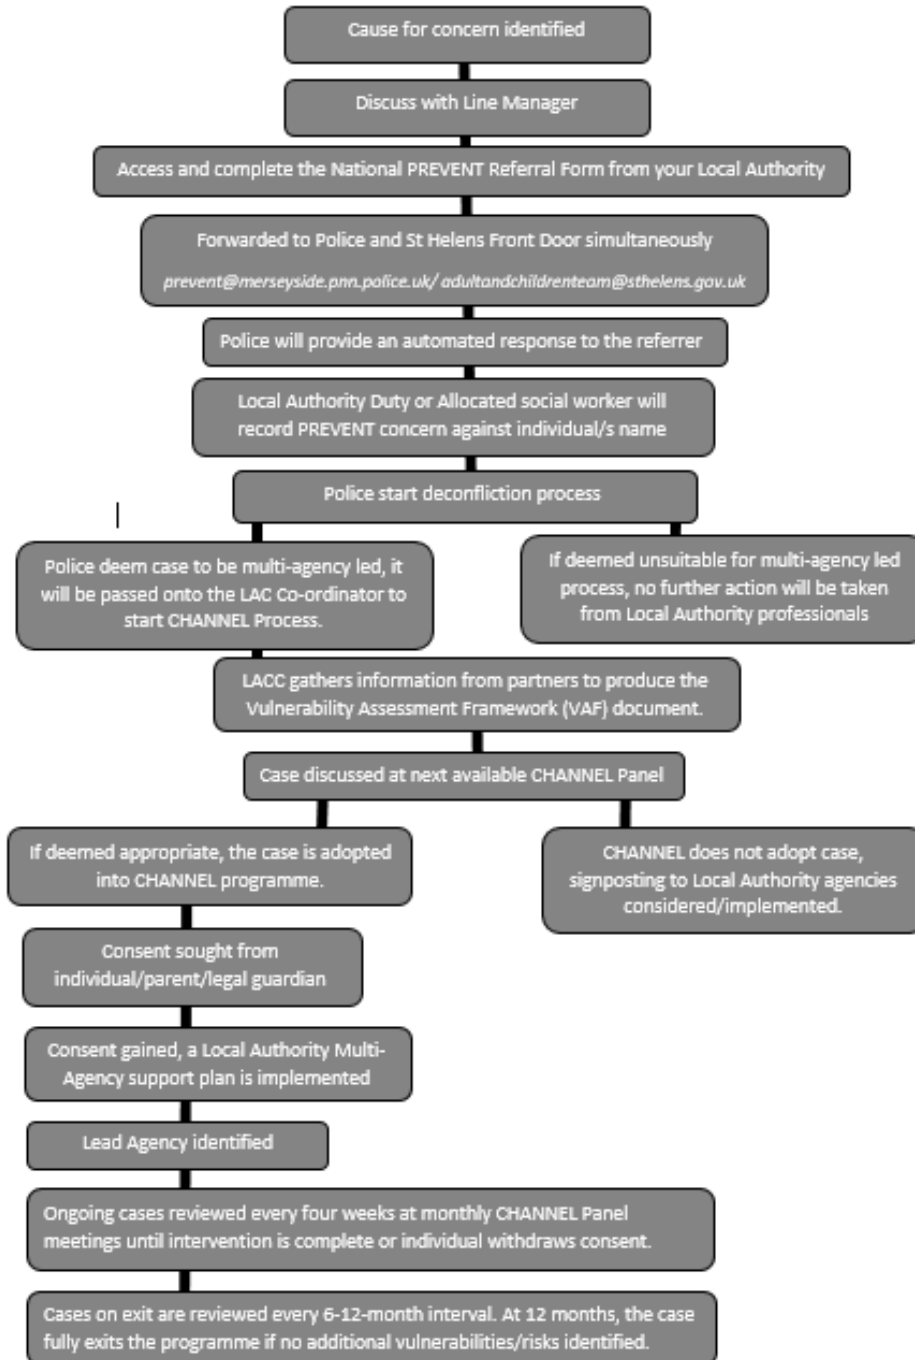 Cause for concern identified
Discuss with Line Manager
Access and complete the National PREVENT Referral Form from your Local Authority
Forwarded to Police and St Helens Front Door simultaneously
prevent@merseyside.pnn.police.uk/ adultandchildrenteam@sthelens.gov.uk
Police will provide an automated response to the referrer
Local Authority Duty or Allocated social worker will
record PREVENT concern against individual/s name
Police start deconfliction process
Police deem case to be multi-agency led, it
will be passed onto the LAC Co-ordinator to
start CHANNEL Process.
If deemed unsuitable for multi-agency led
process, no further action will be taken
from Local Authority professionals
LACC gathers information from partners to produce the
Vulnerability Assessment Framework (VAF) document.
Case discussed at next available CHANNEL Panel
If deemed appropriate, the case is adopted
into CHANNEL programme.
CHANNEL does not adopt case,
signposting to Local Authority agencies
considered/implemented.
Consent sought from
individual/parent/legal guardian
Consent gained, a Local Authority Multi-
Agency support plan is implemented
Lead Agency identified
Ongoing cases reviewed every four weeks at monthly CHANNEL Panel
meetings until intervention is complete or individual withdraws consent.
Cases on exit are reviewed every 6-12-month interval. At 12 months, the case
fully exits the programme if no additional vulnerabilities/risks identified.